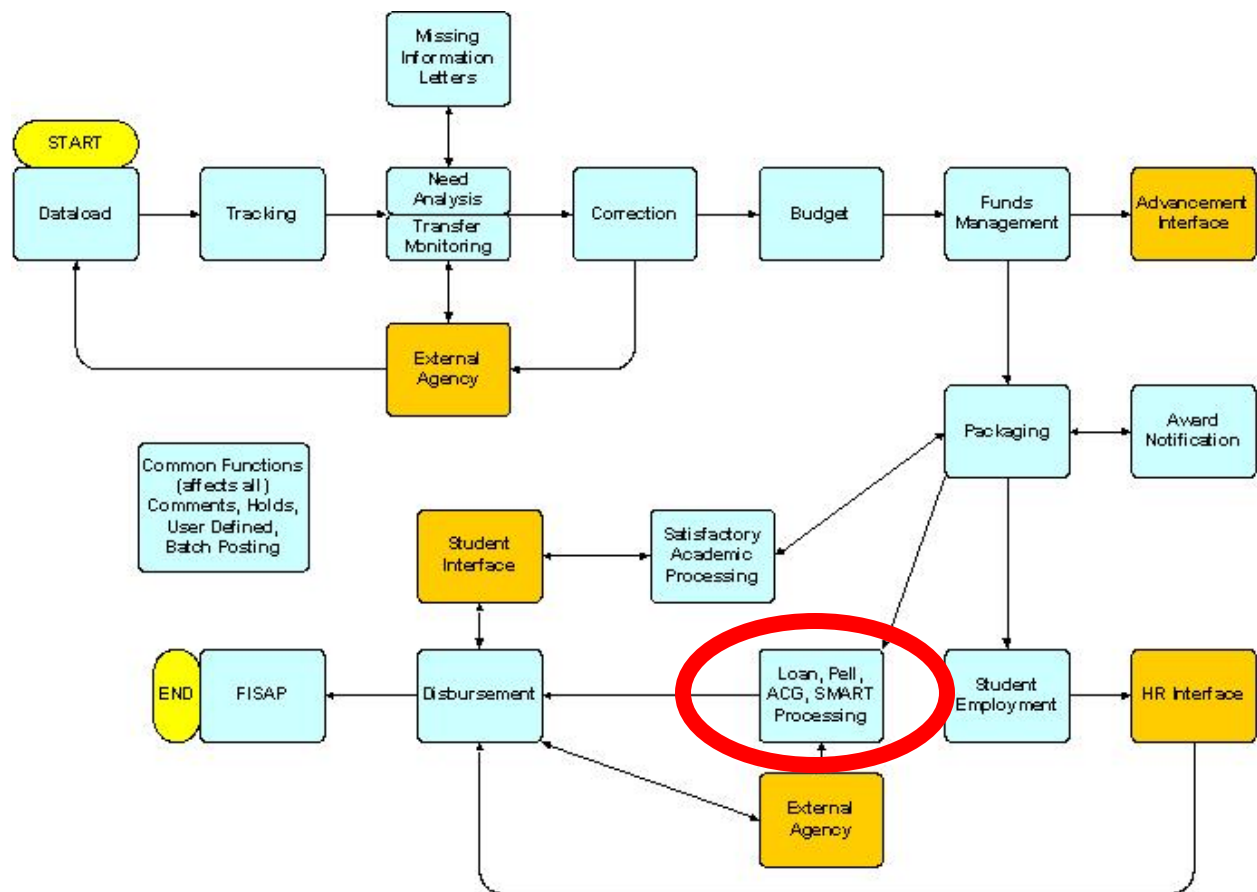 Missing
Information
Letters
START
Dataload
Tracking
Need
Analysis
Transfer
Monitoring
Correction
Budget
Funds
Management
Advancement
Interface
External
Agency
Packaging
Award
Notification
Common Functions
(affects all)
Comments, Holds,
User Defined,
Batch Posting
Student
Interface
Satisfactory
Academic
Processing
END
FISAP
Disbursement
Loan, Pell,
ACG, SMART
Processing
Student
Employment
HR Interface
External
Agency